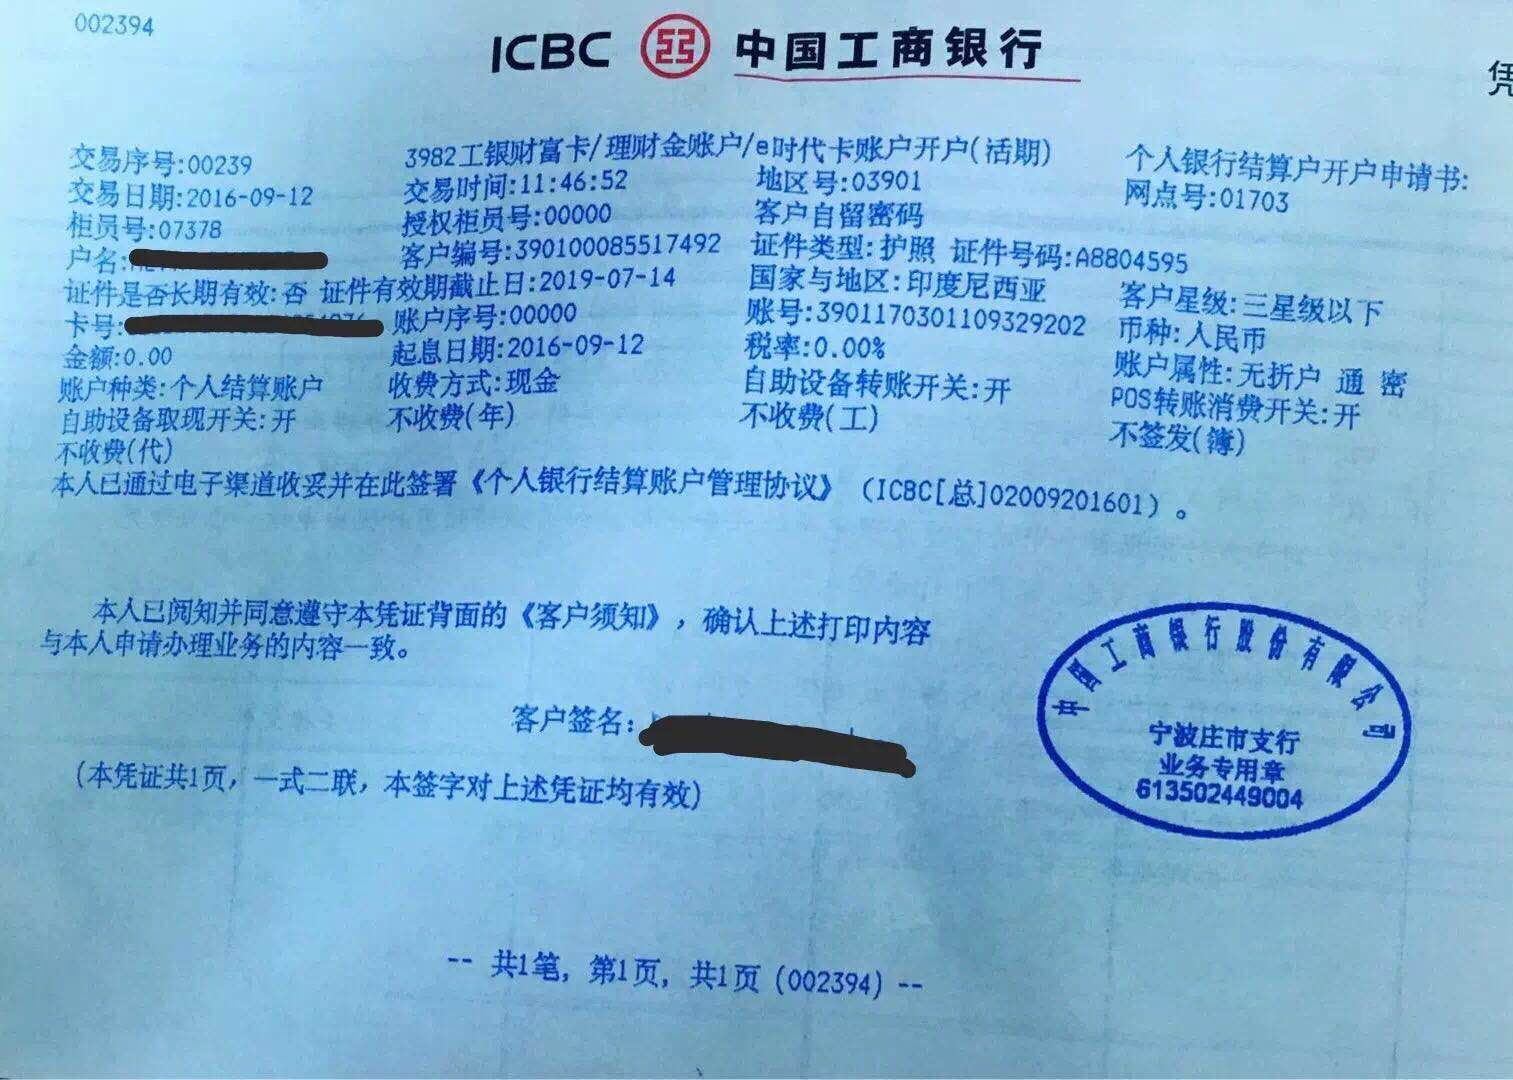 002394
ICBC 中国工商银行
凭
交易序号:00239 3982工银财富卡/理财金账户/e时代卡账户开户(活期) 个人银行结算户开户申请书:
交易日期:2016-09-12 交易时间:11:46:52 地区号:03901 网点号:01703
柜员号:07378 授权柜员号:00000 客户自留密码
户名: 客户编号:390100085517492 证件类型:护照 证件号码:A8804595
证件是否长期有效:否 证件有效期截止日:2019-07-14 国家与地区:印度尼西亚 客户星级:三星级以下
卡号: 账户序号:00000 账号:3901170301109329202 币种:人民币
金额:0.00 起息日期:2016-09-12 税率:0.00% 账户属性:无折户 通 密
账户种类:个人结算账户 收费方式:现金 自助设备转账开关:开 POS转账消费开关:开
自助设备取现开关:开 不收费(年) 不收费(工) 不签发(簿)
不收费(代)
本人已通过电子渠道收妥并在此签署《个人银行结算账户管理协议》（ICBC[总]02009201601）。
本人已阅知并同意遵守本凭证背面的《客户须知》，确认上述打印内容
与本人申请办理业务的内容一致。
客户签名:
(本凭证共1页，一式二联，本签字对上述凭证均有效)
中国工商银行股份有限公司
宁波庄市支行
业务专用章
613502449004
-- 共1笔，第1页，共1页（002394）--